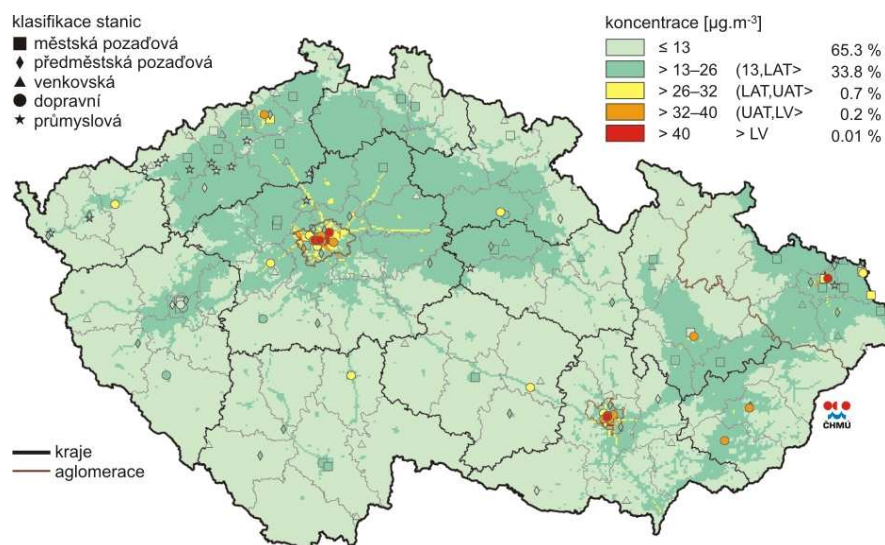 klasifikace stanic
městská pozaďová
předměstská pozaďová
venkovská
dopravní
průmyslová
koncentrace [µg.m⁻³]
≤ 13 65.3 %
> 13–26 (13,LAT> 33.8 %
> 26–32 (LAT,UAT> 0.7 %
> 32–40 (UAT,LV> 0.2 %
> 40 > LV 0.01 %
kraje
aglomerace
ČHMÚ